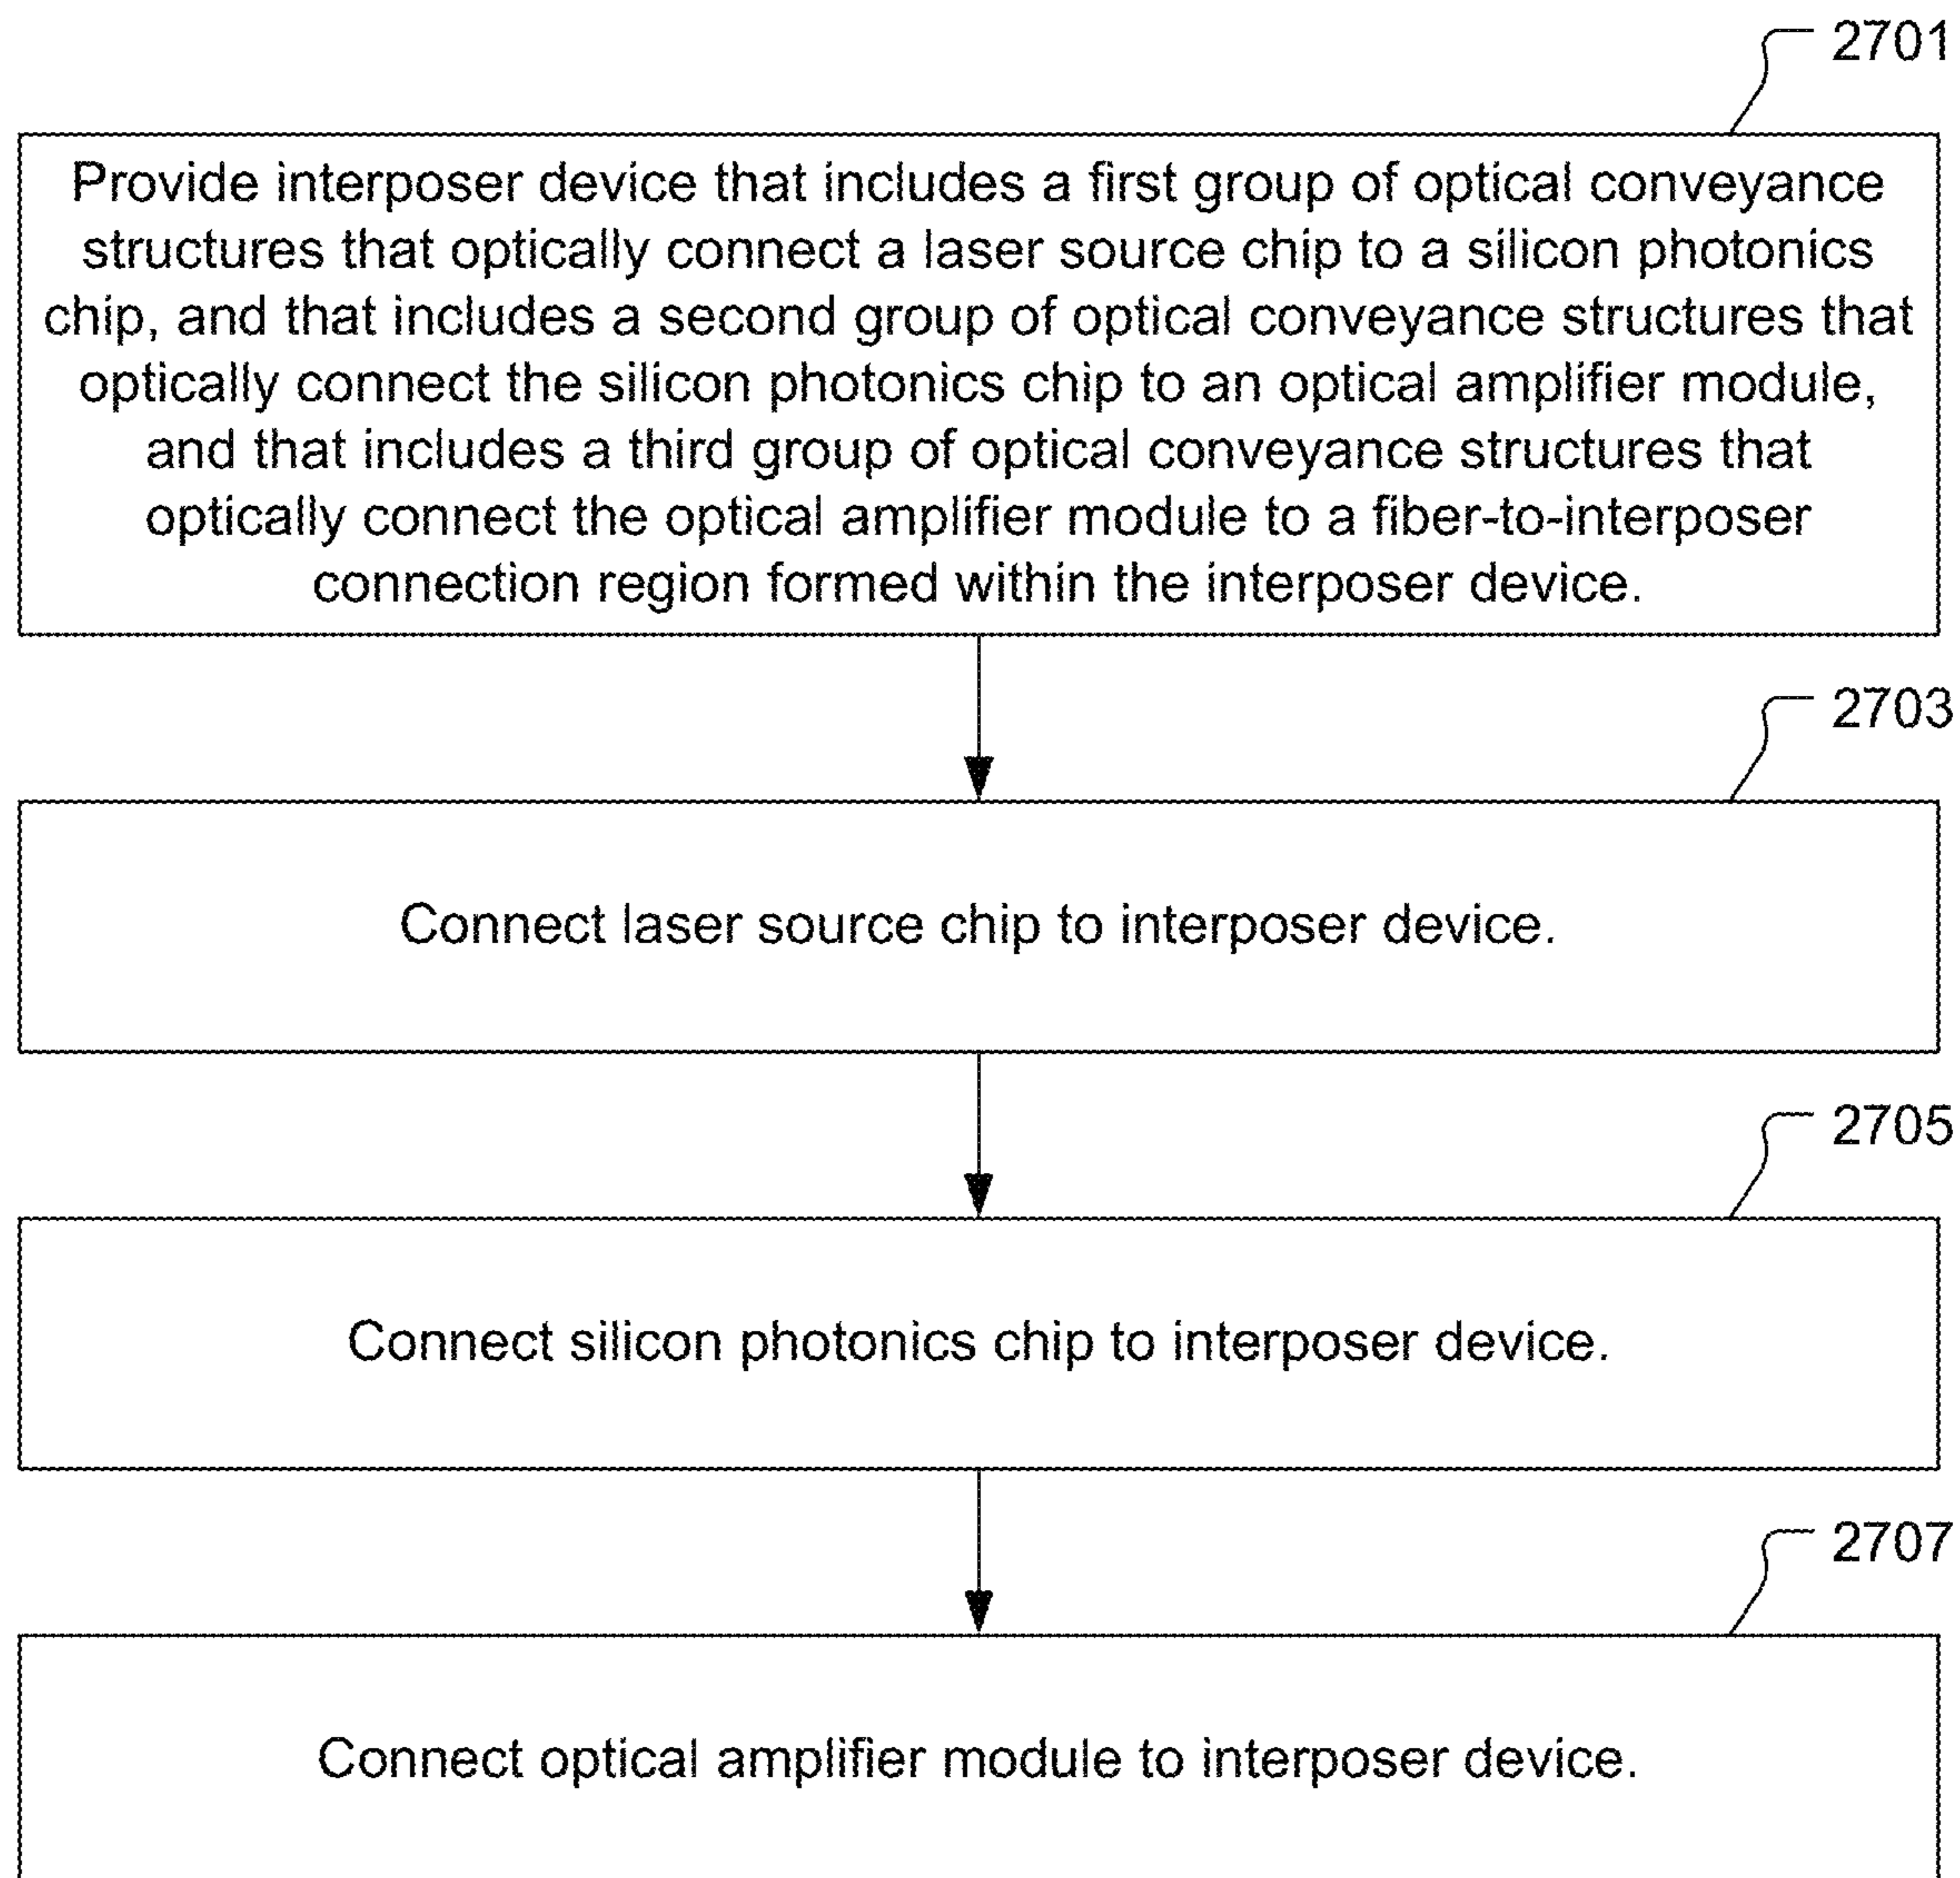 2701
Provide interposer device that includes a first group of optical conveyance
structures that optically connect a laser source chip to a silicon photonics
chip, and that includes a second group of optical conveyance structures that
optically connect the silicon photonics chip to an optical amplifier module,
and that includes a third group of optical conveyance structures that
optically connect the optical amplifier module to a fiber-to-interposer
connection region formed within the interposer device.
2703
Connect laser source chip to interposer device.
2705
Connect silicon photonics chip to interposer device.
2707
Connect optical amplifier module to interposer device.